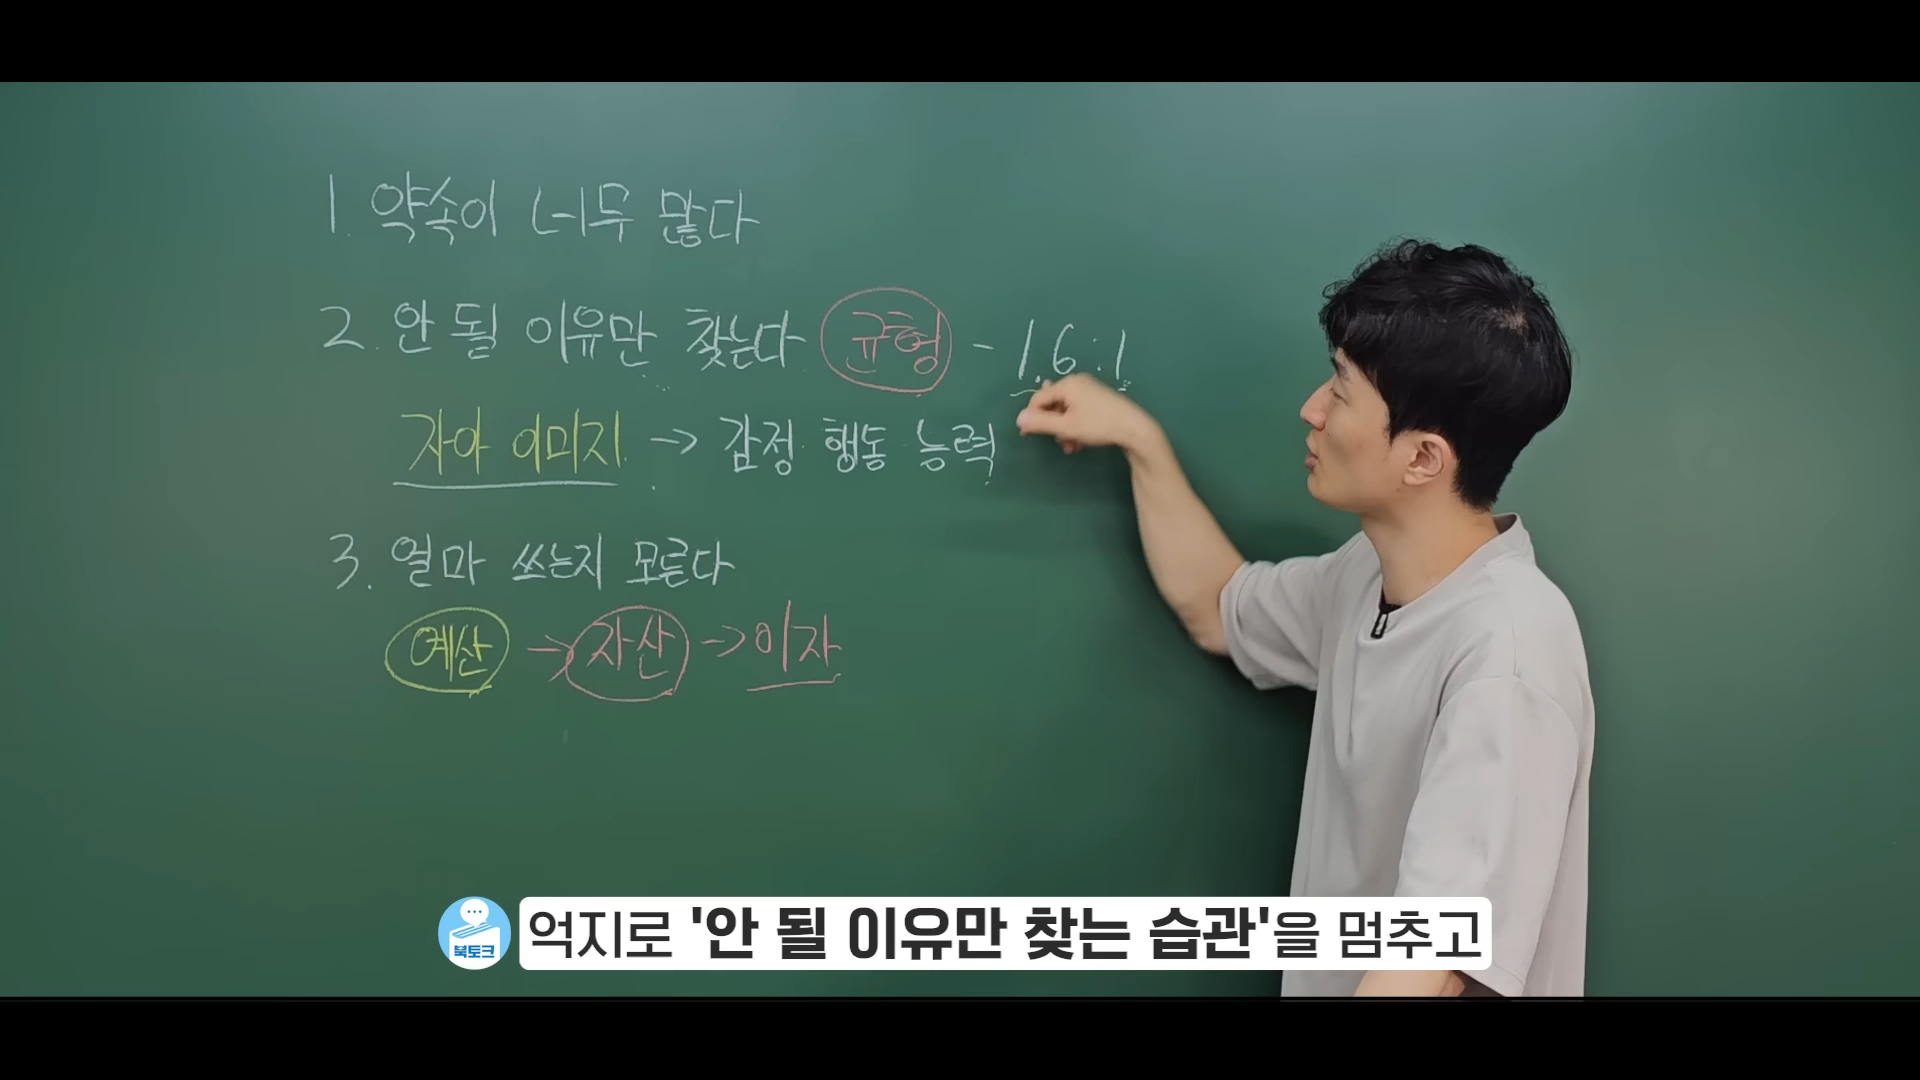 1. 약속이 너무 많다
2. 안 될 이유만 찾는다 균형 - 1.6:1
자아 이미지 → 감정 행동 능력
3. 얼마 쓰는지 모른다
예산 → 자산 → 이자
북토크
억지로 '안 될 이유만 찾는 습관'을 멈추고